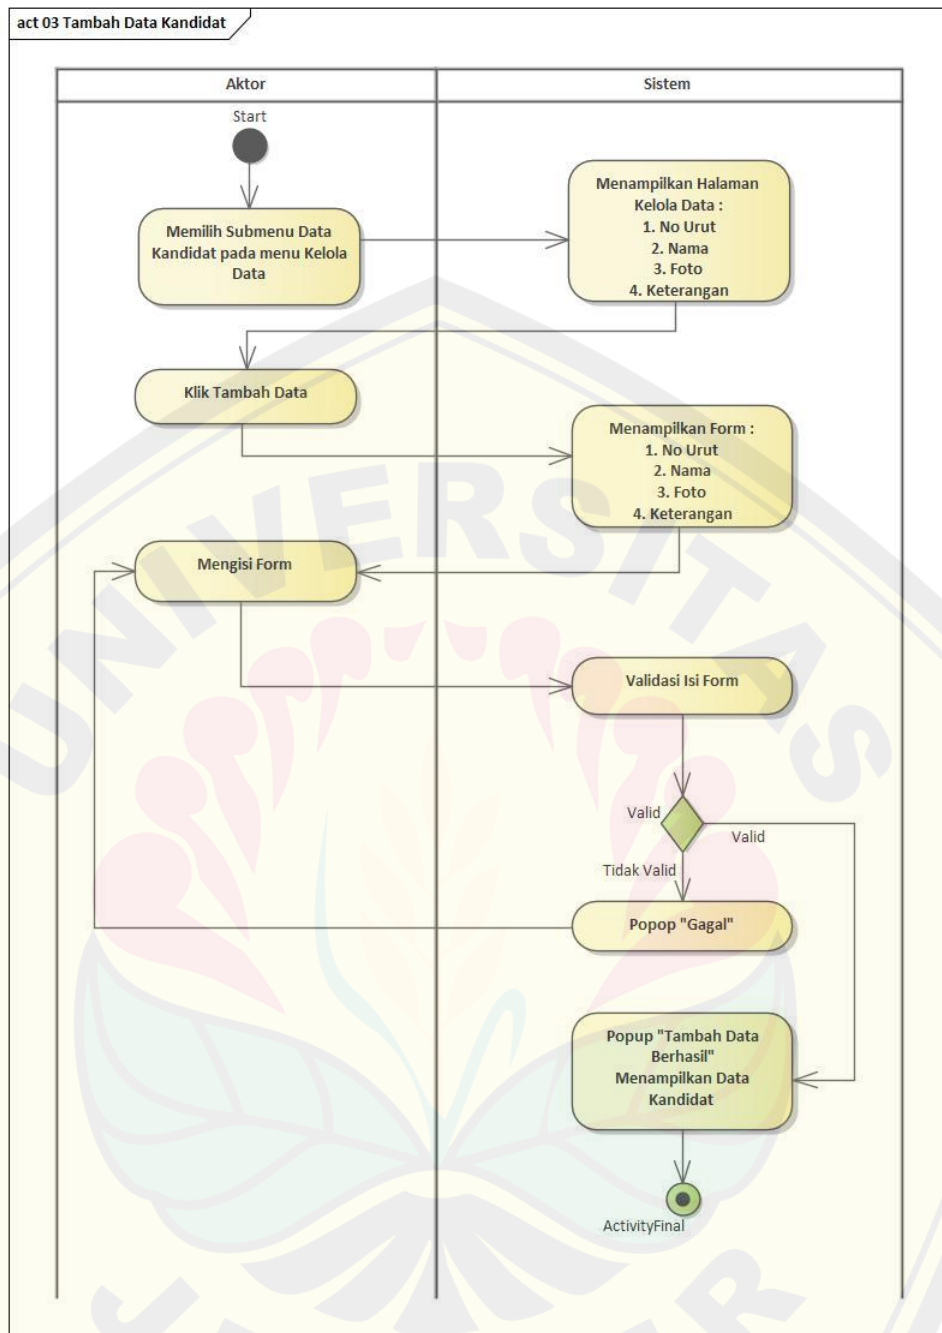 act 03 Tambah Data Kandidat
Aktor
Sistem
Start
Memilih Submenu Data
Kandidat pada menu Kelola
Data
Menampilkan Halaman
Kelola Data :
1. No Urut
2. Nama
3. Foto
4. Keterangan
Klik Tambah Data
Menampilkan Form :
1. No Urut
2. Nama
3. Foto
4. Keterangan
Mengisi Form
Validasi Isi Form
Valid
Valid
Tidak Valid
Popop "Gagal"
Popup "Tambah Data
Berhasil"
Menampilkan Data
Kandidat
ActivityFinal
UNIVERSITAS